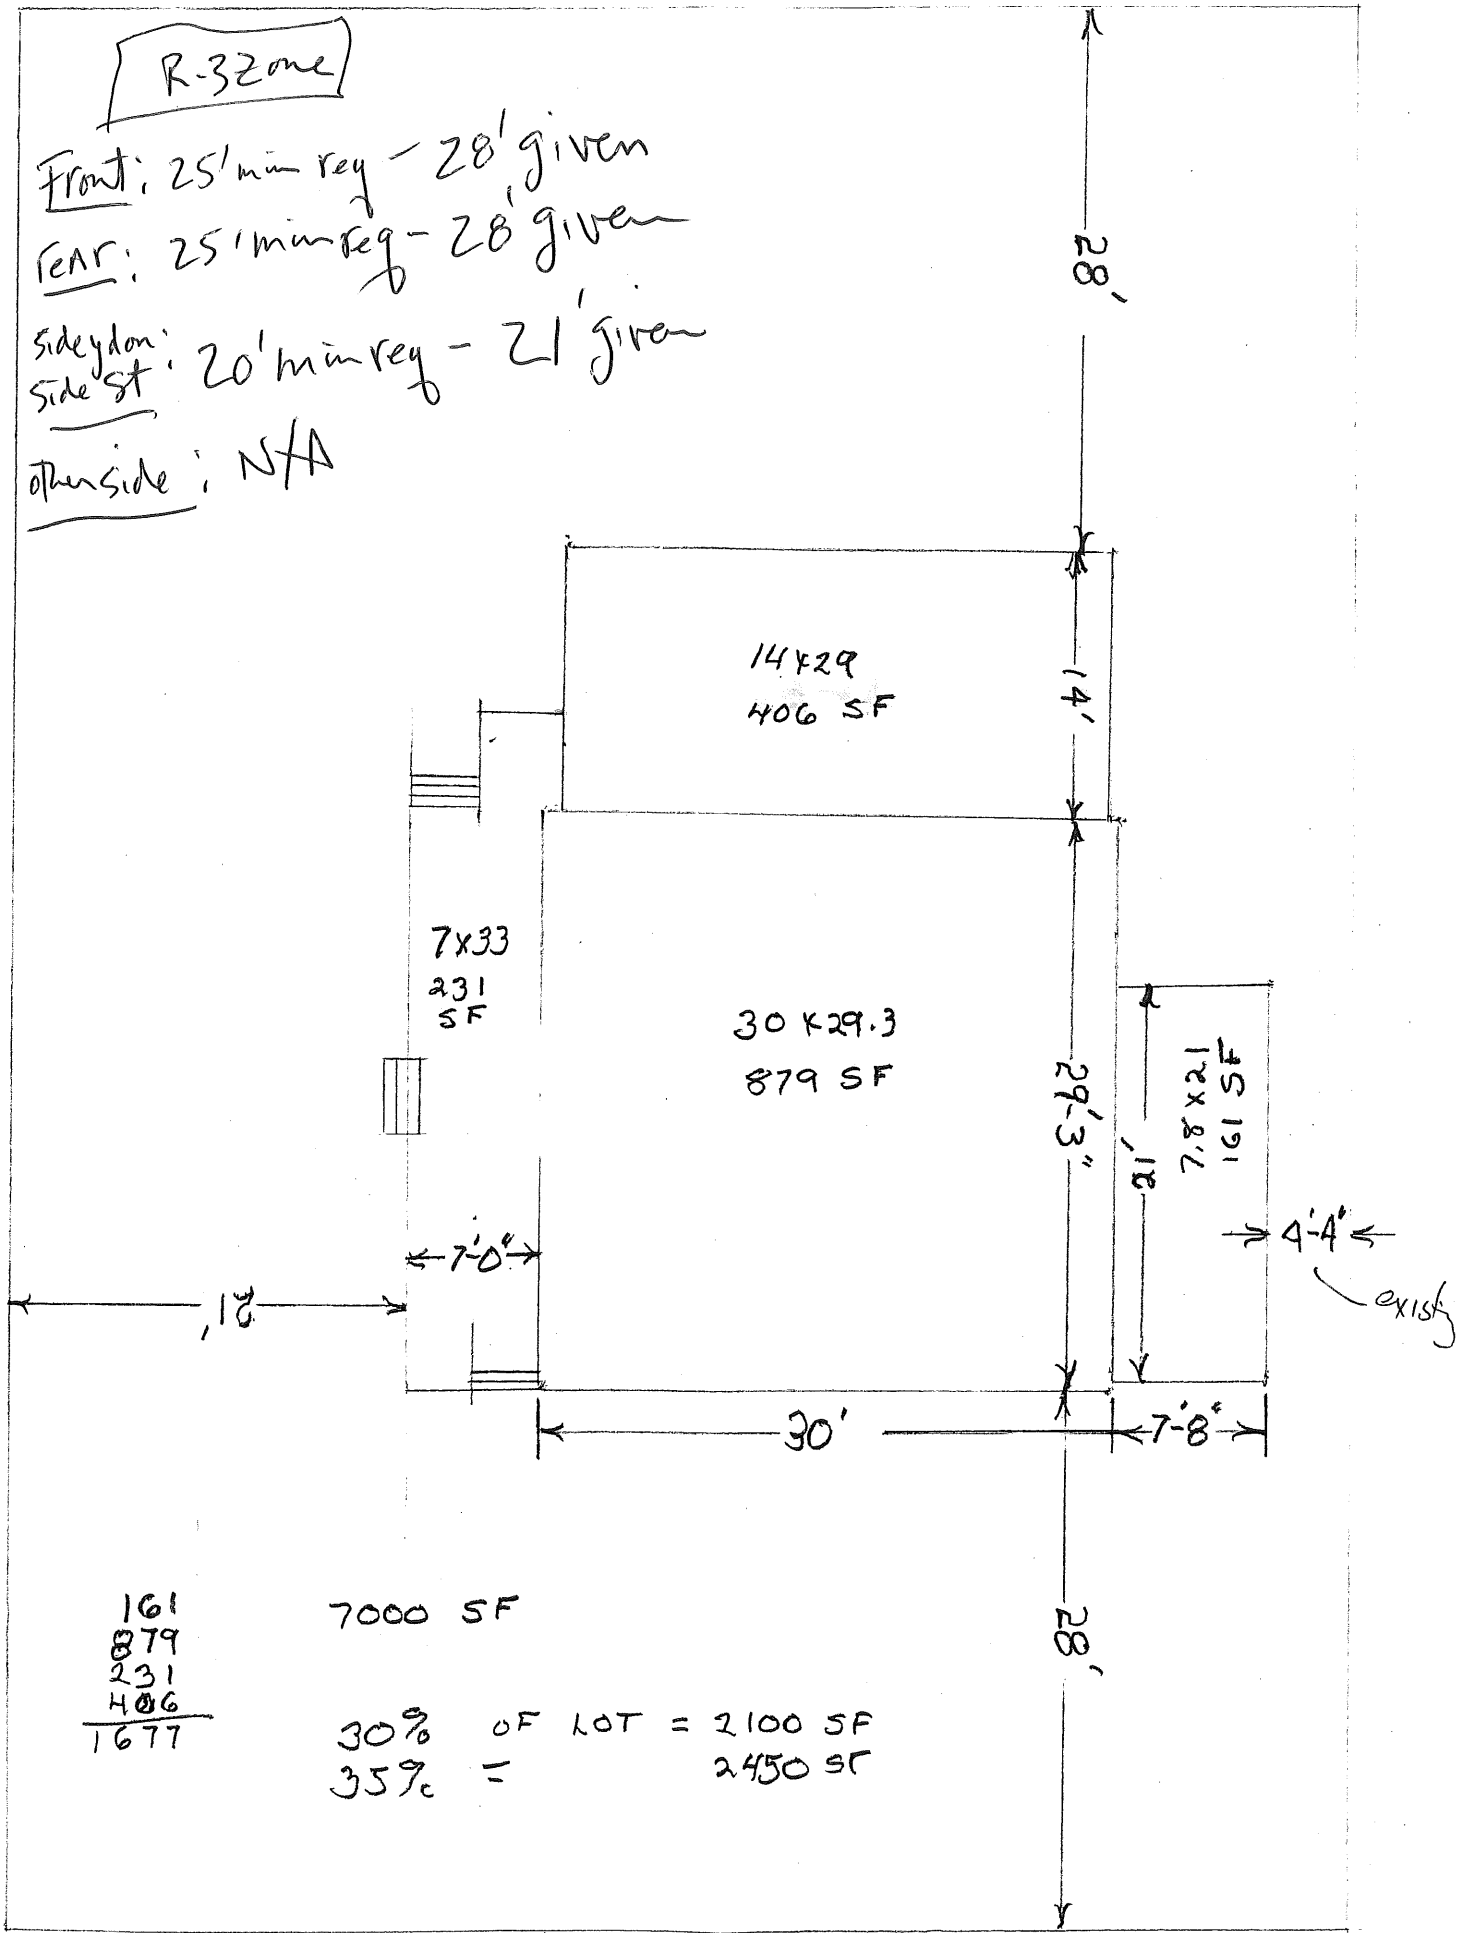 R-3 Zone
Front: 25' min req - 28' given
rear: 25' min req - 28' given
side yd on
side st: 20' min req - 21' given
other side: N/A
28'
14x29
406 SF
14'
7x33
231
SF
30 x 29.3
879 SF
29'-3"
21'
7.8 x 21
161 SF
4'-4"
existg
7'-0"
21'
30'
7'-8"
28'
161
879
231
406
1677
7000 SF
30% OF LOT = 2100 SF
35% = 2450 SF